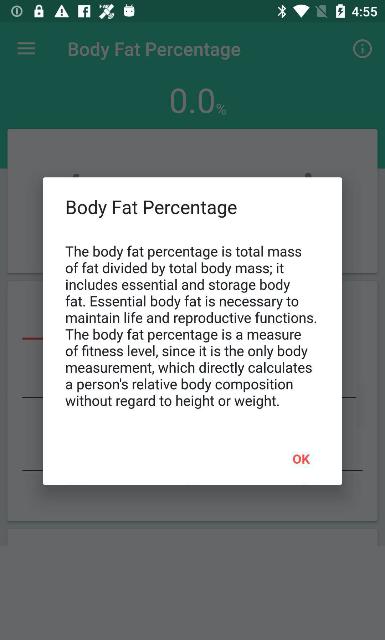 4:55
Body Fat Percentage
0.0%
Body Fat Percentage
The body fat percentage is total mass
of fat divided by total body mass; it
includes essential and storage body
fat. Essential body fat is necessary to
maintain life and reproductive functions.
The body fat percentage is a measure
of fitness level, since it is the only body
measurement, which directly calculates
a person's relative body composition
without regard to height or weight.
OK